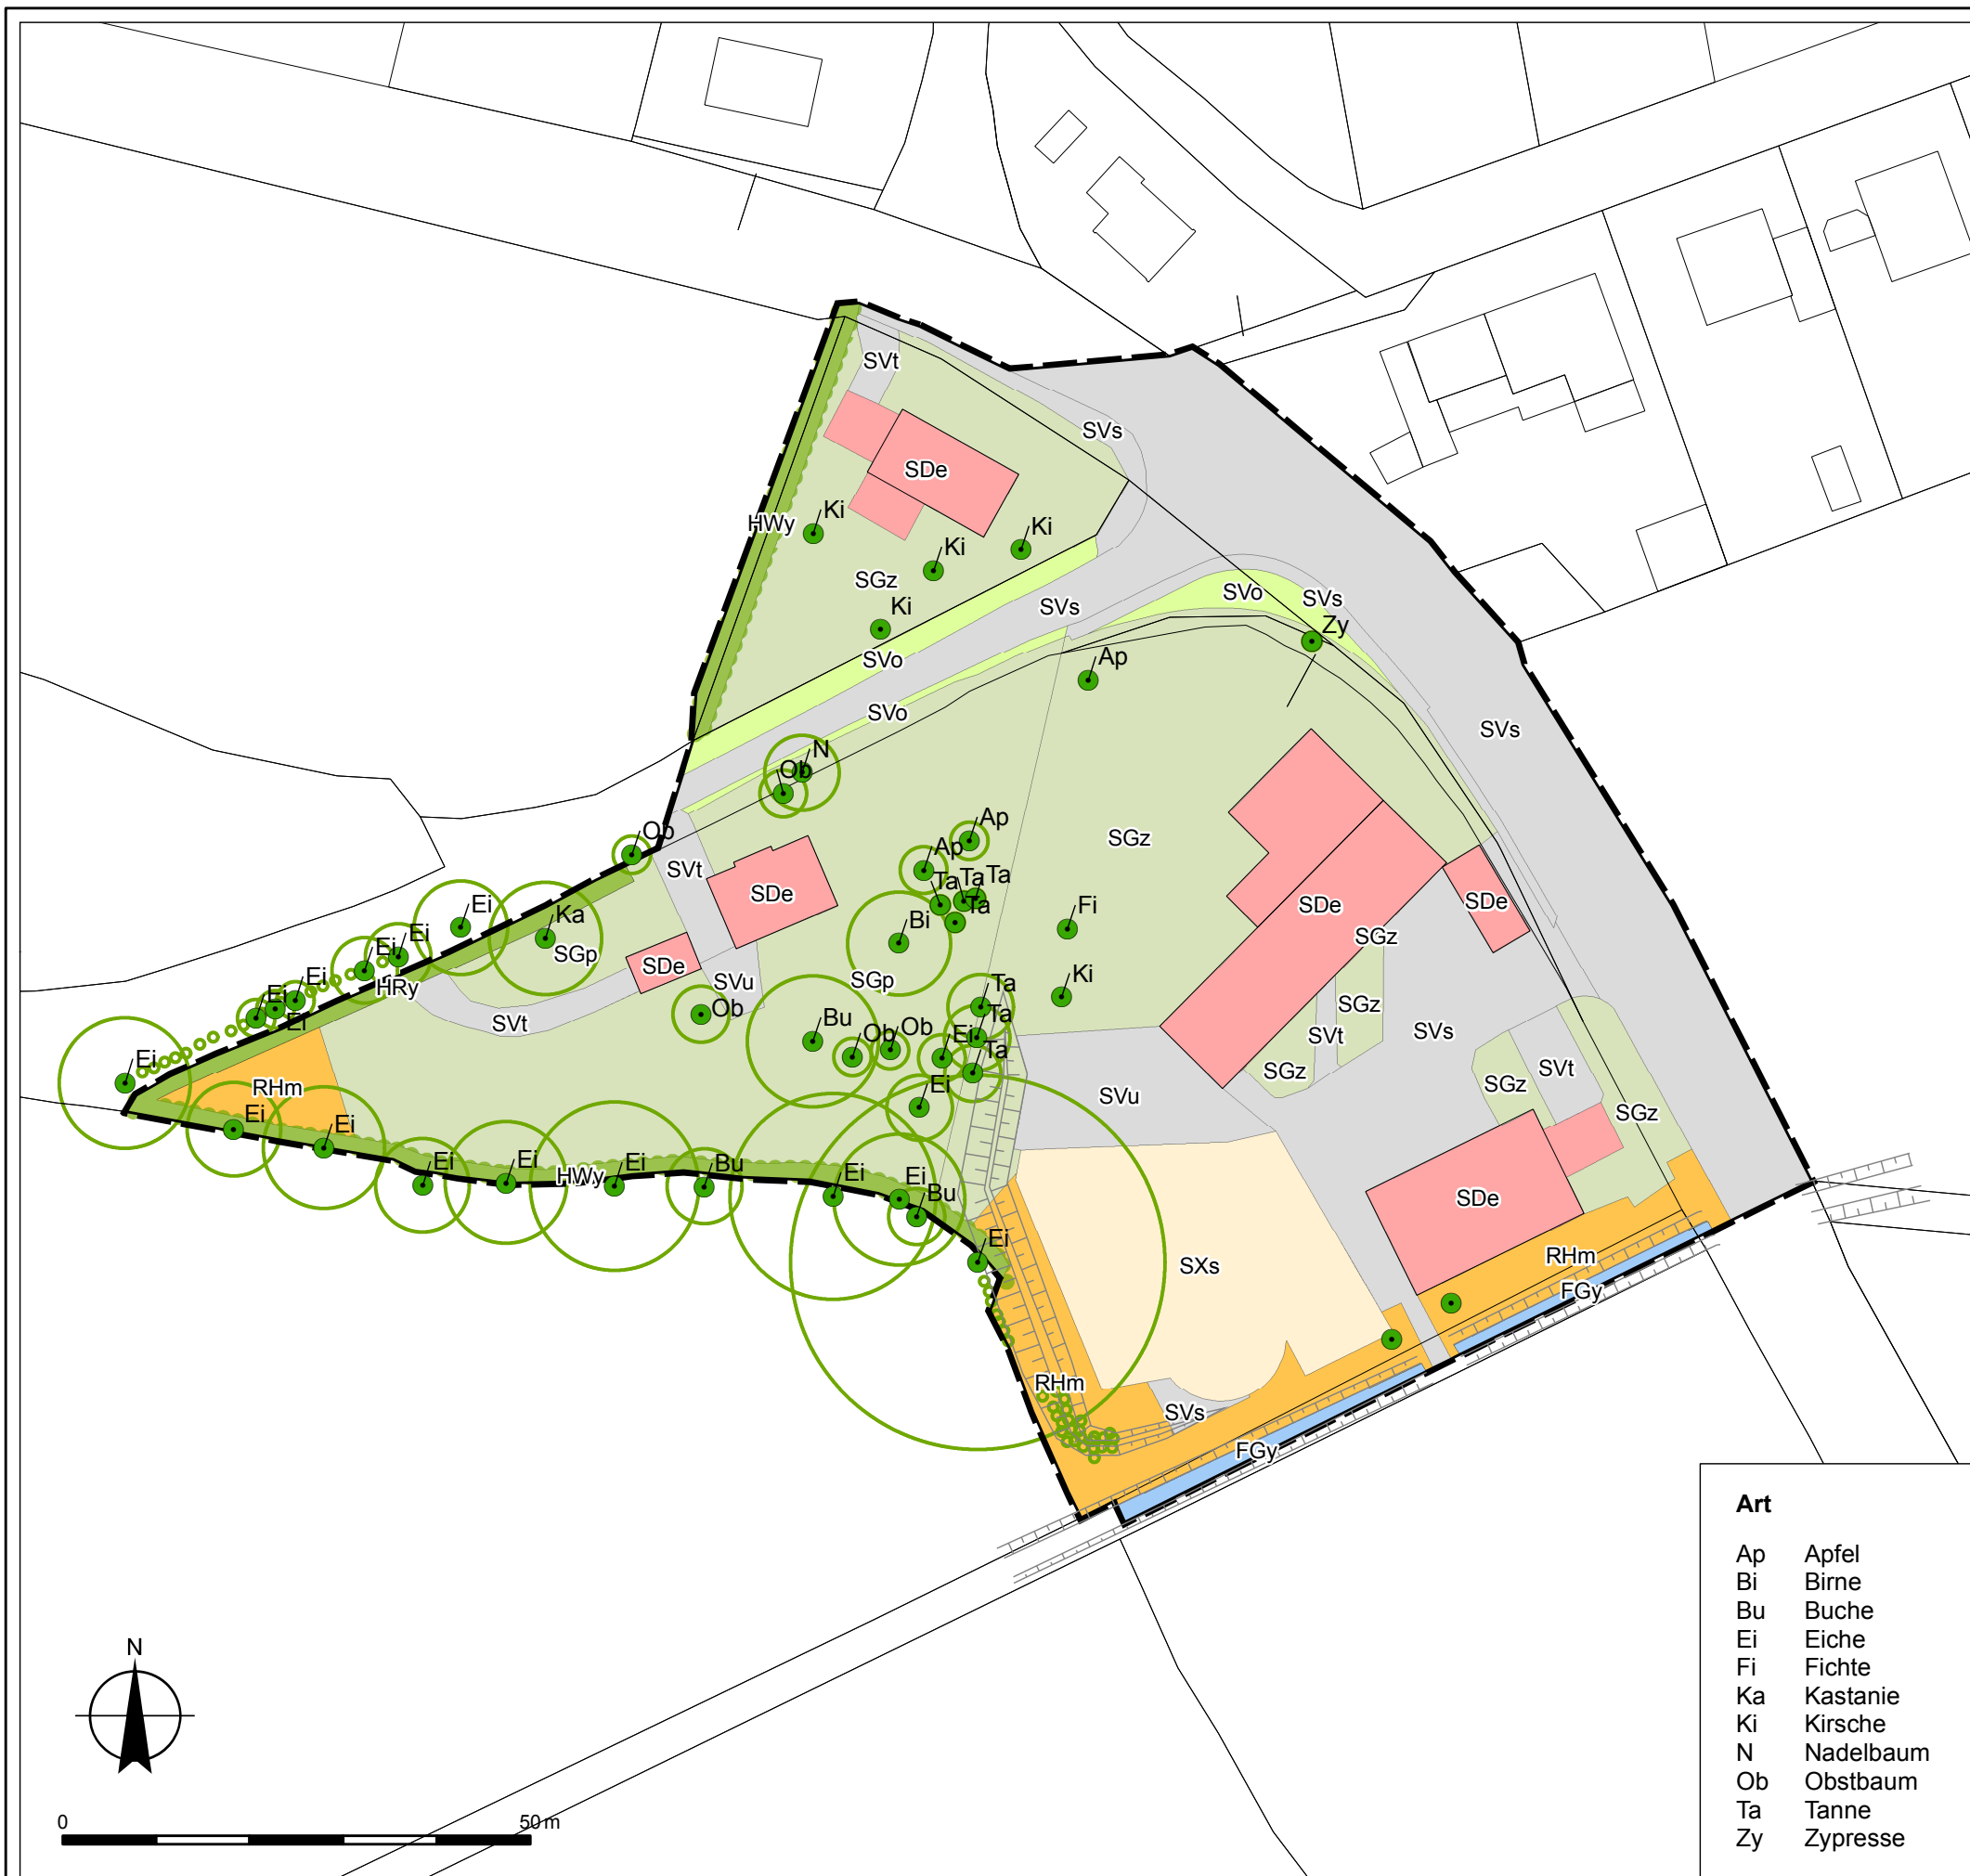 SVt
SVs
SDe
HWy
Ki
Ki
Ki
SGz
Ki
SVs
SVo
SVs
Zy
SVo
Ap
SVo
SVs
N
Ob
Ob
Ap
Ap
SGz
SVt
SDe
Ta
Ta
Ta
Ta
SDe
SDe
Ei
Ka
Bi
Fi
SGz
Ei
Ei
SGp
SDe
SGp
SVu
HRy
Ki
Ta
SGz
Ei
Ei
Ei
Ob
SVt
Ta
Bu
Ob
Ob
Ei
SVt
SVs
Ei
Ta
SGz
SGz
SVt
RHm
Ei
SVu
SGz
Ei
Ei
Ei
Ei
HWy
Ei
Bu
Ei
Ei
Bu
SDe
Ei
SXs
RHm
FGy
RHm
SVs
FGy
Art
Ap Apfel
Bi Birne
Bu Buche
Ei Eiche
Fi Fichte
Ka Kastanie
Ki Kirsche
N Nadelbaum
Ob Obstbaum
Ta Tanne
Zy Zypresse
N
0 50 m